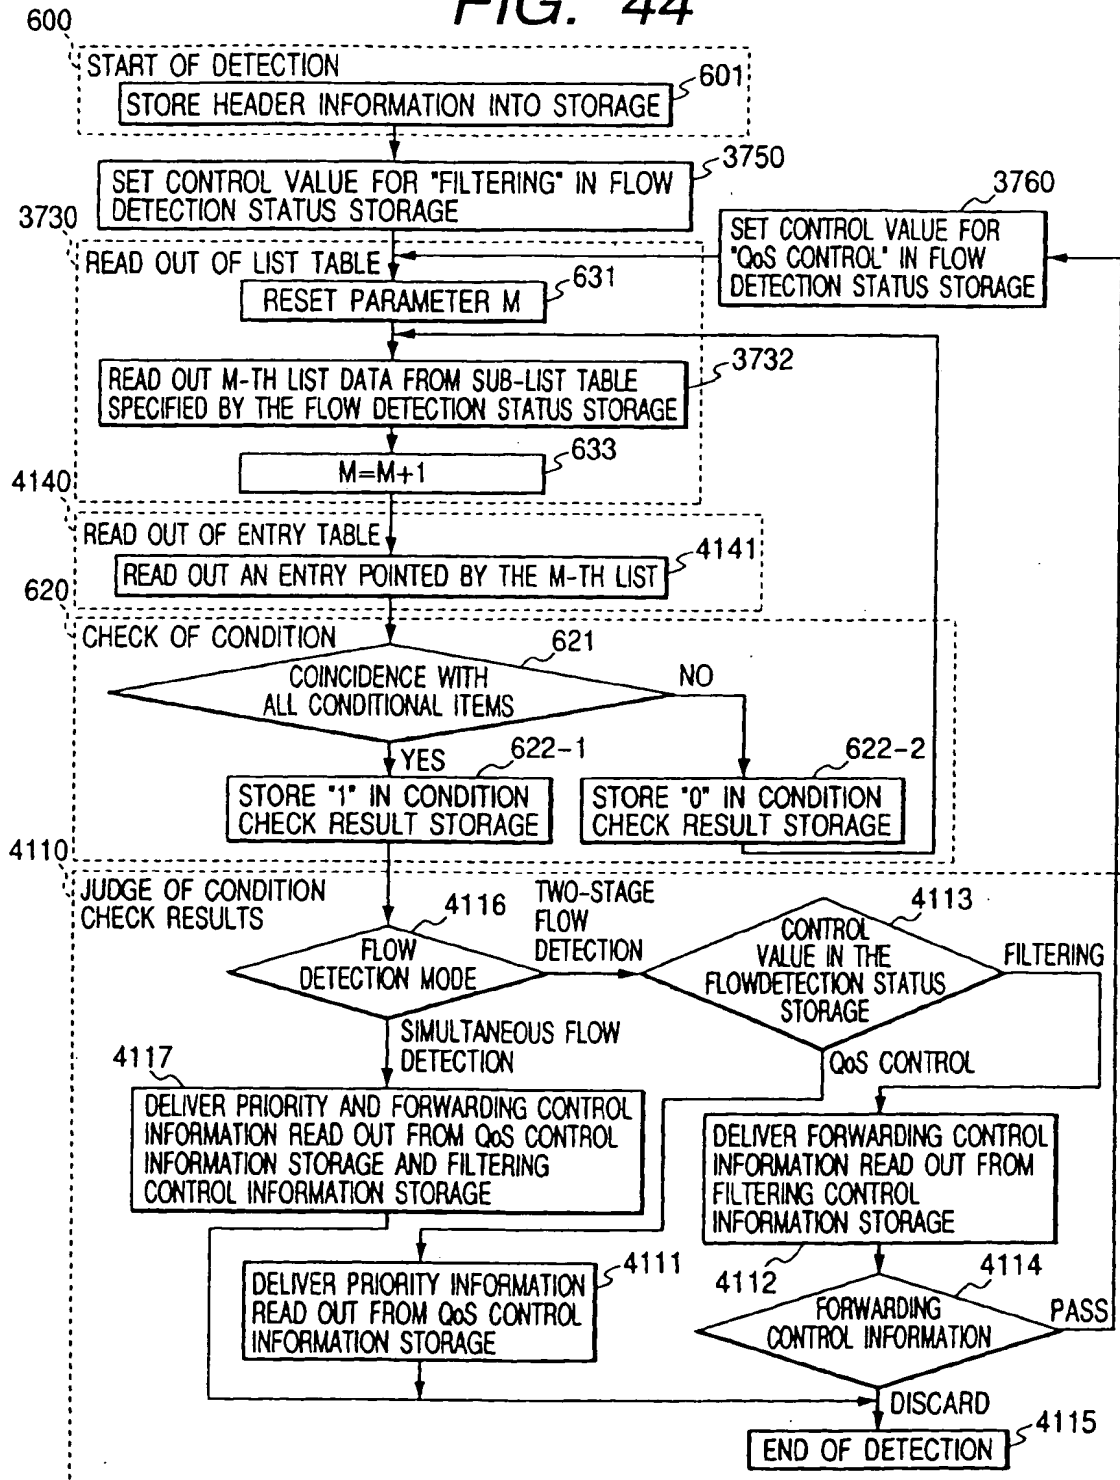 FIG. 44
600
START OF DETECTION
601
STORE HEADER INFORMATION INTO STORAGE
3750
SET CONTROL VALUE FOR "FILTERING" IN FLOW
DETECTION STATUS STORAGE
3760
SET CONTROL VALUE FOR
"QoS CONTROL" IN FLOW
DETECTION STATUS STORAGE
3730
READ OUT OF LIST TABLE
631
RESET PARAMETER M
3732
READ OUT M-TH LIST DATA FROM SUB-LIST TABLE
SPECIFIED BY THE FLOW DETECTION STATUS STORAGE
633
M=M+1
4140
READ OUT OF ENTRY TABLE
4141
READ OUT AN ENTRY POINTED BY THE M-TH LIST
620
CHECK OF CONDITION
621
COINCIDENCE WITH
ALL CONDITIONAL ITEMS
NO
YES
622-1
622-2
STORE "1" IN CONDITION
CHECK RESULT STORAGE
STORE "0" IN CONDITION
CHECK RESULT STORAGE
4110
JUDGE OF CONDITION
CHECK RESULTS
4116
FLOW
DETECTION MODE
TWO-STAGE
FLOW
DETECTION
4113
CONTROL
VALUE IN THE
FLOWDETECTION STATUS
STORAGE
FILTERING
SIMULTANEOUS FLOW
DETECTION
QoS CONTROL
4117
DELIVER PRIORITY AND FORWARDING CONTROL
INFORMATION READ OUT FROM QoS CONTROL
INFORMATION STORAGE AND FILTERING
CONTROL INFORMATION STORAGE
DELIVER FORWARDING CONTROL
INFORMATION READ OUT FROM
FILTERING CONTROL
INFORMATION STORAGE
4111
DELIVER PRIORITY INFORMATION
READ OUT FROM QoS CONTROL
INFORMATION STORAGE
4112
4114
FORWARDING
CONTROL INFORMATION
PASS
DISCARD
4115
END OF DETECTION